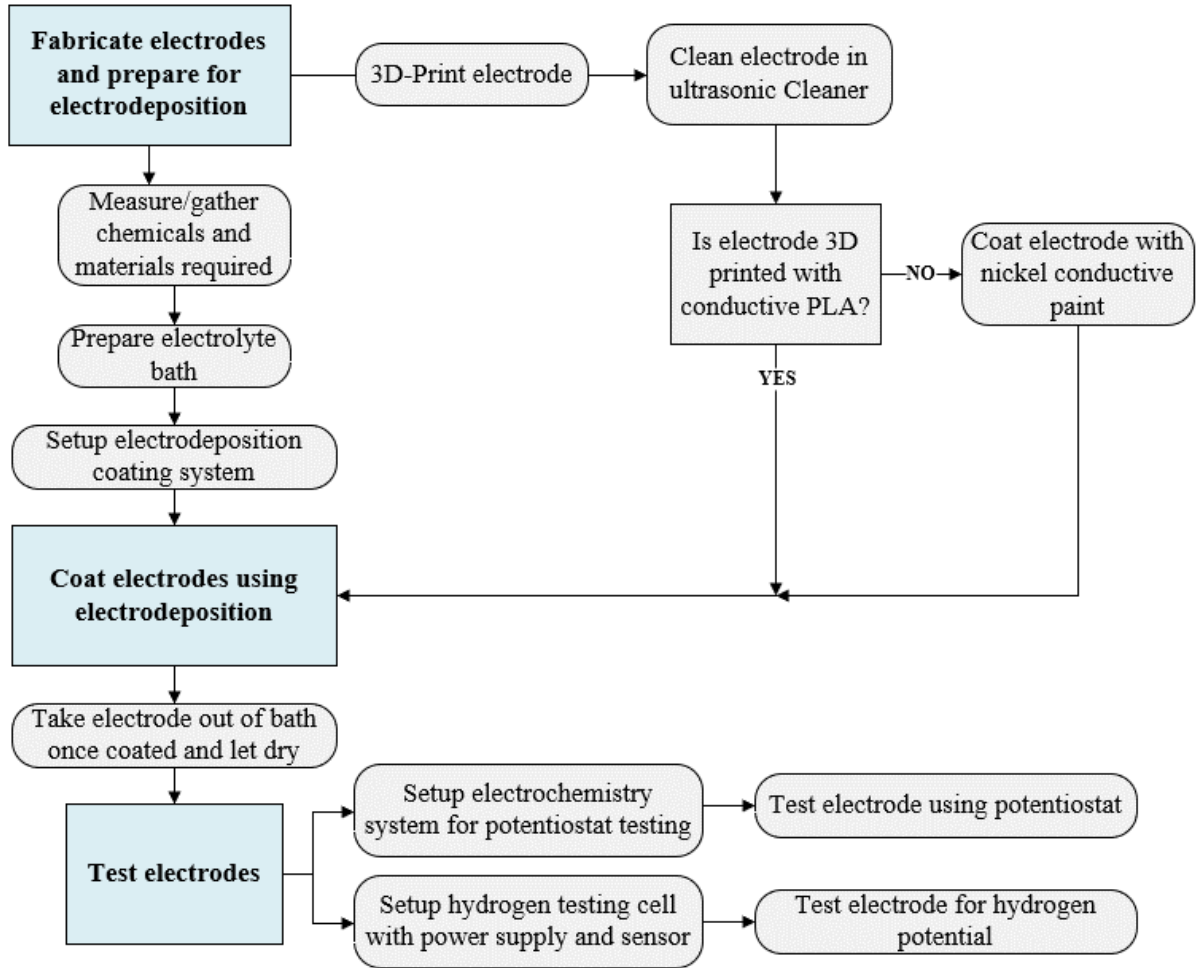 Fabricate electrodes
and prepare for
electrodeposition
3D-Print electrode
Clean electrode in
ultrasonic Cleaner
Measure/gather
chemicals and
materials required
Is electrode 3D
printed with
conductive PLA?
NO
Coat electrode with
nickel conductive
paint
Prepare electrolyte
bath
YES
Setup electrodeposition
coating system
Coat electrodes using
electrodeposition
Take electrode out of bath
once coated and let dry
Test electrodes
Setup electrochemistry
system for potentiostat testing
Test electrode using potentiostat
Setup hydrogen testing cell
with power supply and sensor
Test electrode for hydrogen
potential